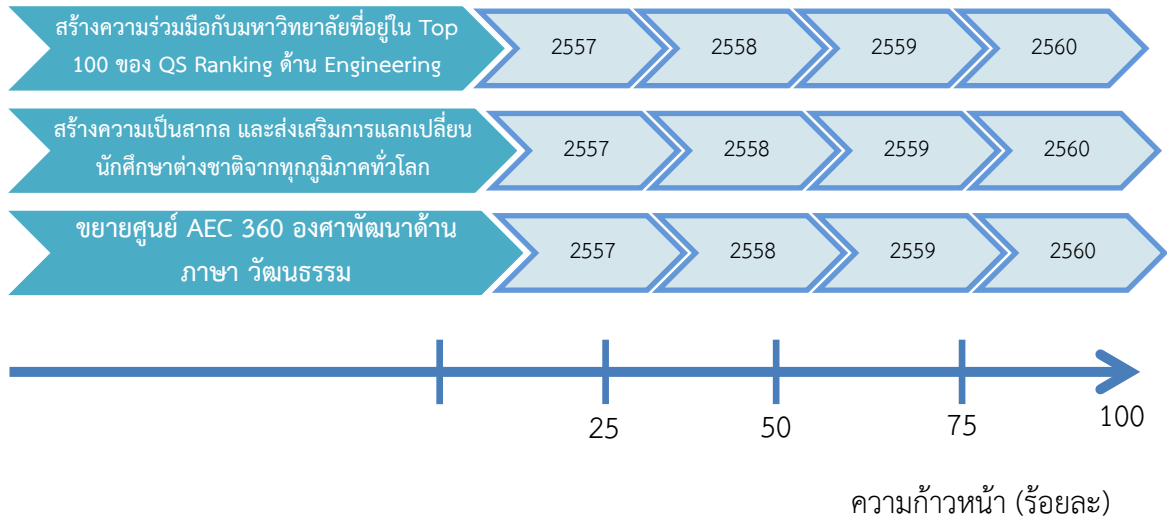 สร้างความร่วมมือกับมหาวิทยาลัยที่อยู่ใน Top
100 ของ QS Ranking ด้าน Engineering
2557 2558 2559 2560
สร้างความเป็นสากล และส่งเสริมการแลกเปลี่ยน
นักศึกษาต่างชาติจากทุกภูมิภาคทั่วโลก
2557 2558 2559 2560
ขยายศูนย์ AEC 360 องศาพัฒนาด้าน
ภาษา วัฒนธรรม
2557 2558 2559 2560
25 50 75 100
ความก้าวหน้า (ร้อยละ)